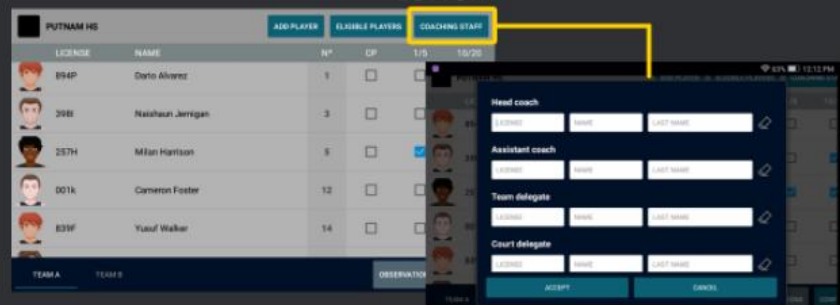 PUTNAM HS
ADD PLAYER
ELIGIBLE PLAYERS
COACHING STAFF
LICENSE NAME Nº CP 1/5 10/20
894P Dario Alvarez 1
398I Naishaun Jernigan 3
257H Milan Harrison 5
001k Cameron Foster 12
839F Yusuf Walker 14
TEAM A TEAM B
63% 12:12 PM
Head coach
LICENSE NAME LAST NAME
Assistant coach
LICENSE NAME LAST NAME
Team delegate
LICENSE NAME LAST NAME
Court delegate
LICENSE NAME LAST NAME
ACCEPT CANCEL